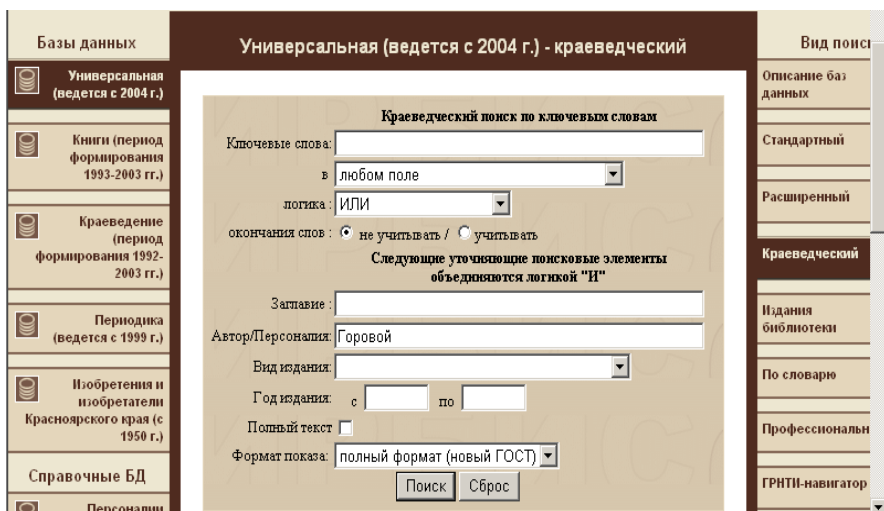 Базы данных
Универсальная
(ведется с 2004 г.)
Книги (период
формирования
1993-2003 гг.)
Краеведение
(период
формирования 1992-
2003 гг.)
Периодика
(ведется с 1999 г.)
Изобретения и
изобретатели
Красноярского края (с
1950 г.)
Справочные БД
Персоналии
Универсальная (ведется с 2004 г.) - краеведческий
Краеведческий поиск по ключевым словам
Ключевые слова:
в любом поле
логика : ИЛИ
окончания слов : не учитывать / учитывать
Следующие уточняющие поисковые элементы
объединяются логикой "И"
Заглавие :
Автор/Персоналия: Горовой
Вид издания:
Год издания: с по
Полный текст
Формат показа: полный формат (новый ГОСТ)
Поиск Сброс
Вид поиск
Описание баз
данных
Стандартный
Расширенный
Краеведческий
Издания
библиотеки
По словарю
Профессиональн
ГРНТИ-навигатор